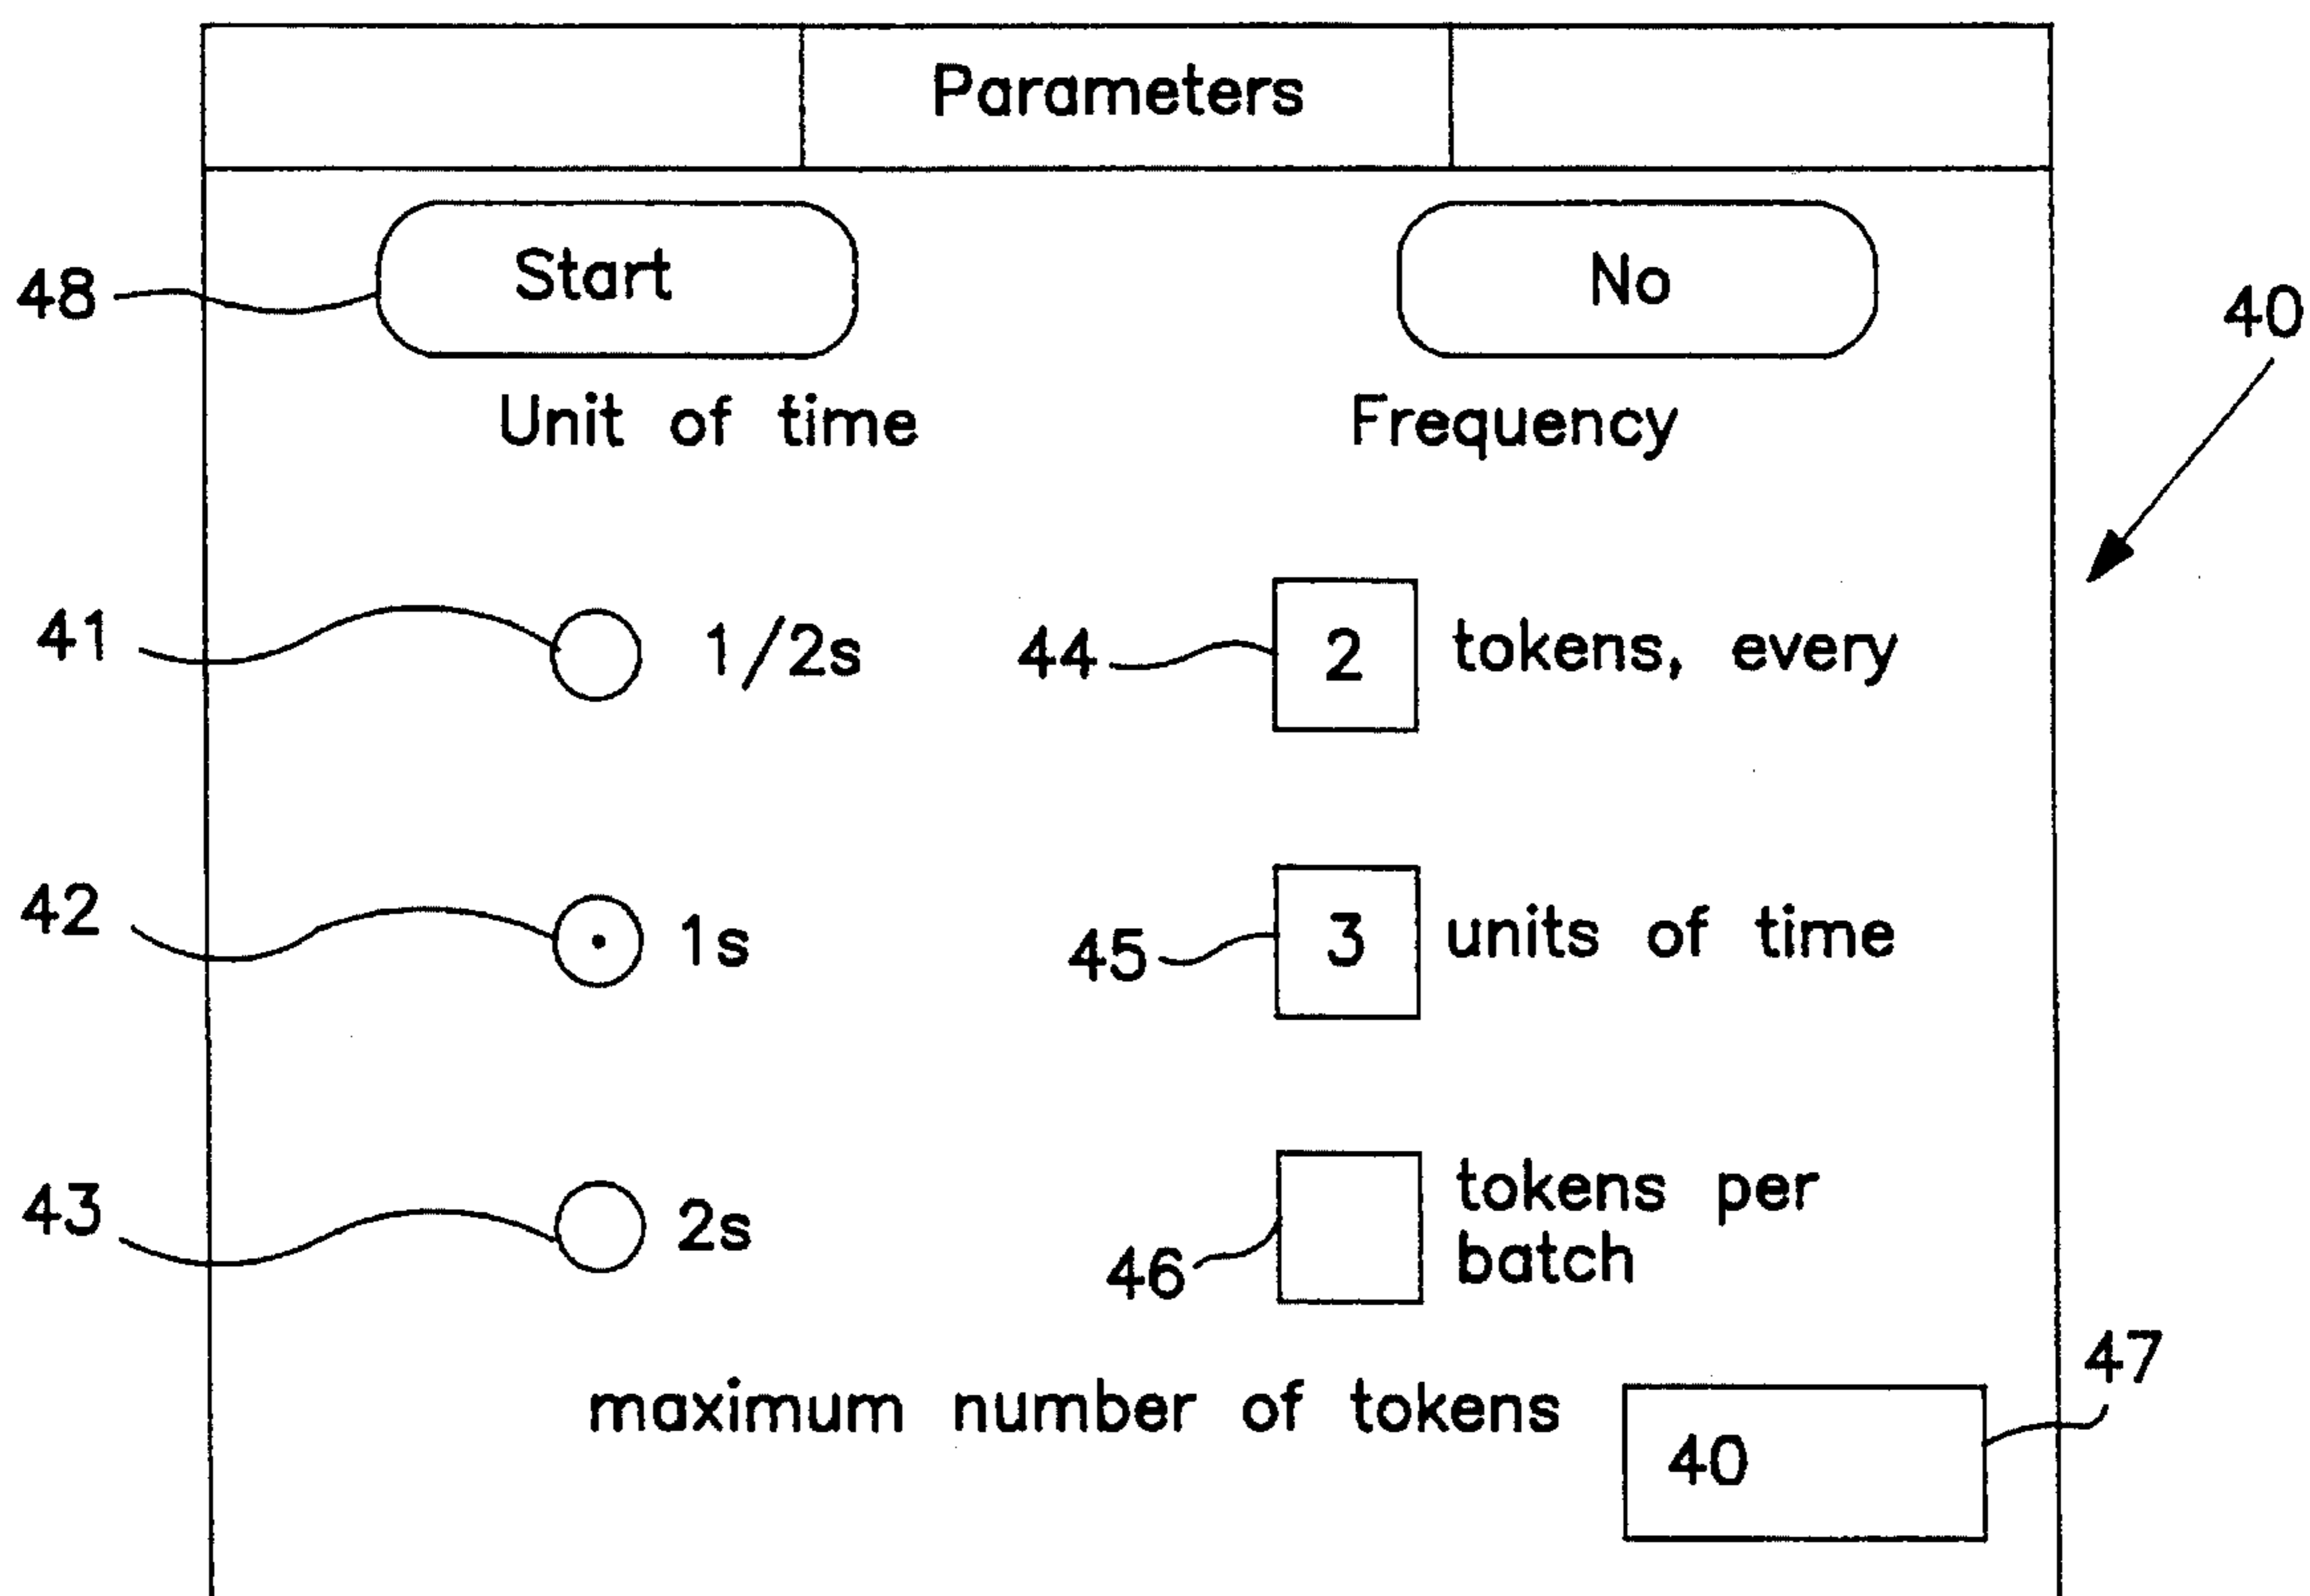 Parameters
48 Start No
40
Unit of time Frequency
41 1/2s 44 2 tokens, every
42 1s 45 3 units of time
43 2s 46 tokens per
batch
maximum number of tokens 40 47